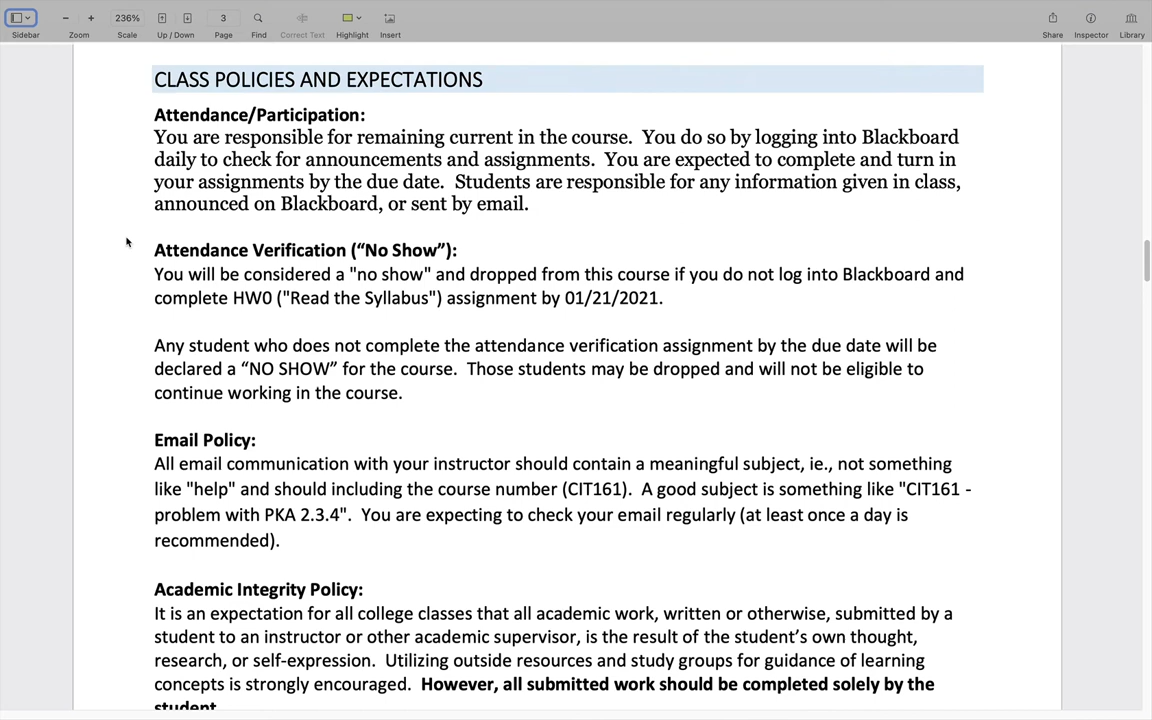 236% 3
Sidebar Zoom Scale Up / Down Page Find Correct Text Highlight Insert Share Inspector Library
CLASS POLICIES AND EXPECTATIONS
Attendance/Participation:
You are responsible for remaining current in the course.  You do so by logging into Blackboard
daily to check for announcements and assignments.  You are expected to complete and turn in
your assignments by the due date.  Students are responsible for any information given in class,
announced on Blackboard, or sent by email.
Attendance Verification (“No Show”):
You will be considered a "no show" and dropped from this course if you do not log into Blackboard and
complete HW0 ("Read the Syllabus") assignment by 01/21/2021.
Any student who does not complete the attendance verification assignment by the due date will be
declared a “NO SHOW” for the course.  Those students may be dropped and will not be eligible to
continue working in the course.
Email Policy:
All email communication with your instructor should contain a meaningful subject, ie., not something
like "help" and should including the course number (CIT161).  A good subject is something like "CIT161 -
problem with PKA 2.3.4".  You are expecting to check your email regularly (at least once a day is
recommended).
Academic Integrity Policy:
It is an expectation for all college classes that all academic work, written or otherwise, submitted by a
student to an instructor or other academic supervisor, is the result of the student’s own thought,
research, or self-expression.  Utilizing outside resources and study groups for guidance of learning
concepts is strongly encouraged.  However, all submitted work should be completed solely by the
student